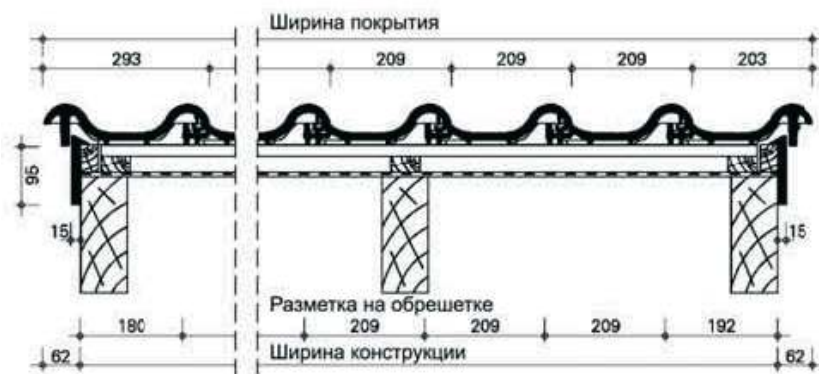 Ширина покрытия
293 209 209 209 203
95
15 15
Разметка на обрешетке
180 209 209 209 192
Ширина конструкции
62 62